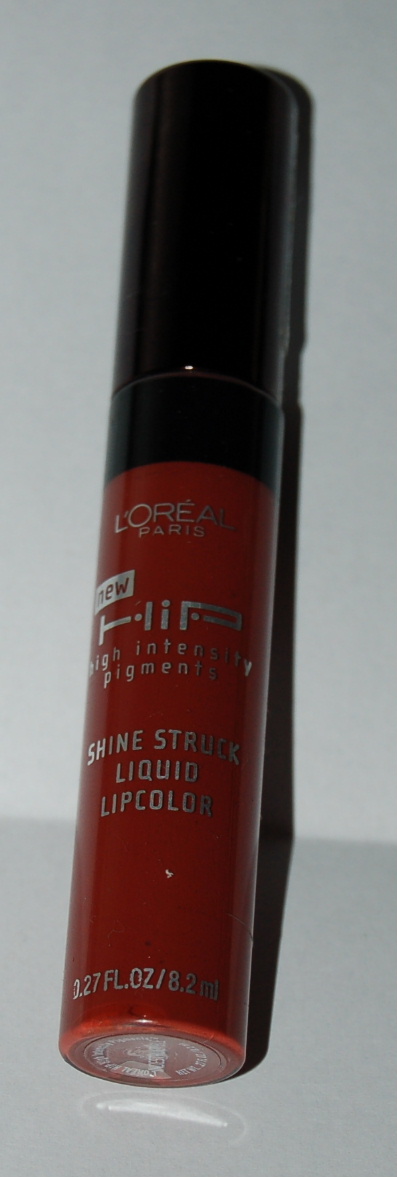 L'ORÉAL
PARIS
new
HiP
high intensity
pigments
SHINE STRUCK
LIQUID
LIPCOLOR
0.27 FL.OZ/8.2 ml